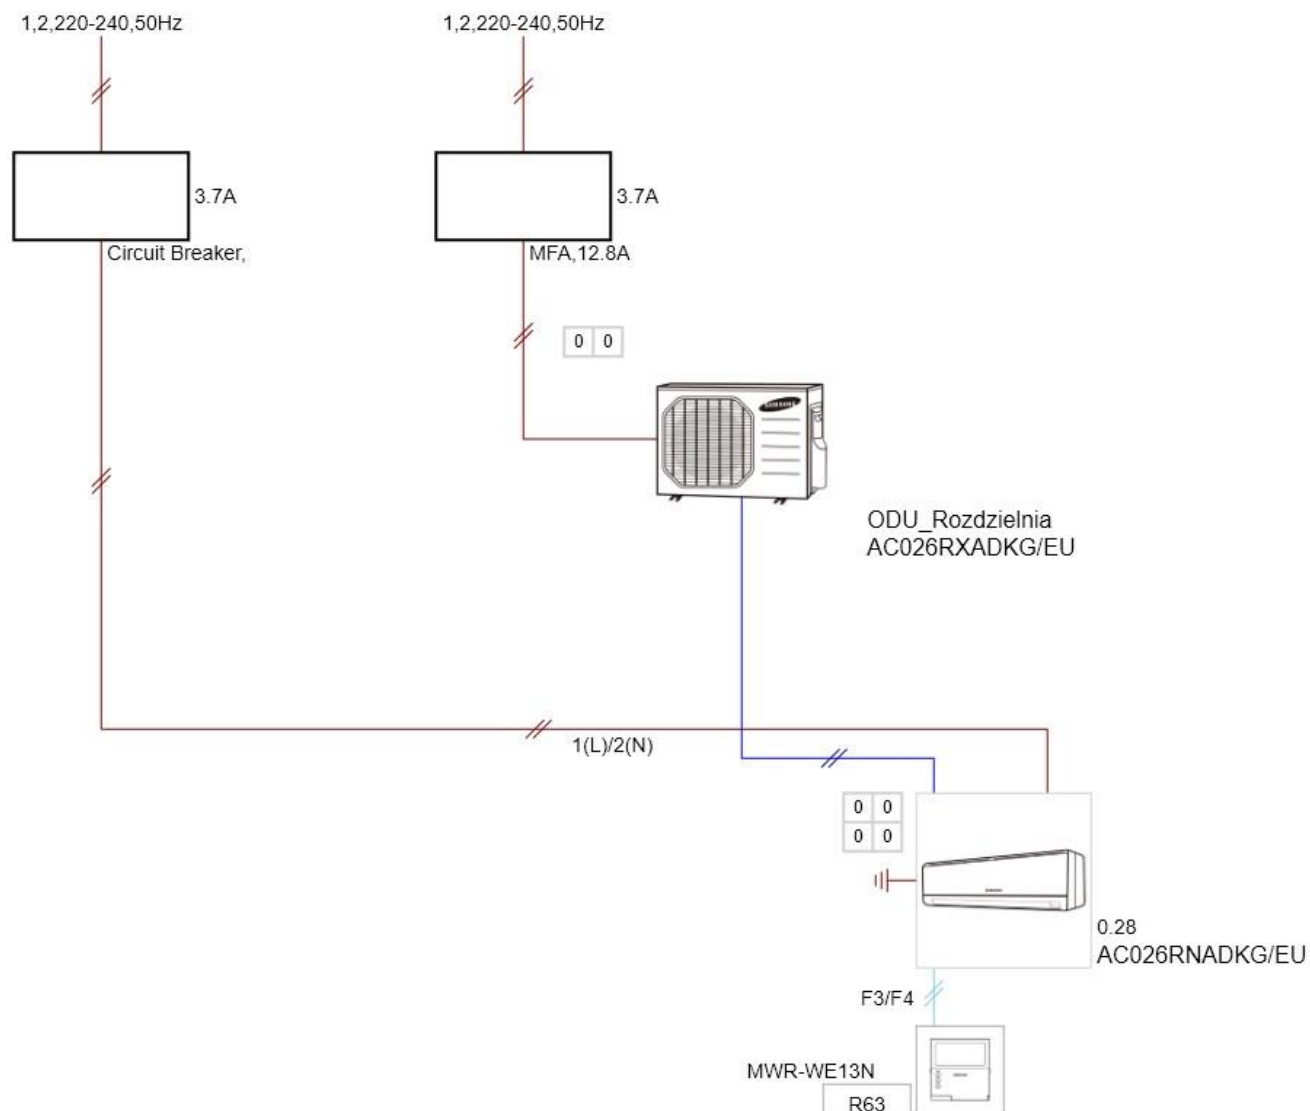 1,2,220-240,50Hz
1,2,220-240,50Hz
3.7A
3.7A
Circuit Breaker,
MFA,12.8A
0 0
SAMSUNG
ODU_Rozdzielnia
AC026RXADKG/EU
1(L)/2(N)
0 0
0 0
0.28
AC026RNADKG/EU
F3/F4
MWR-WE13N
R63